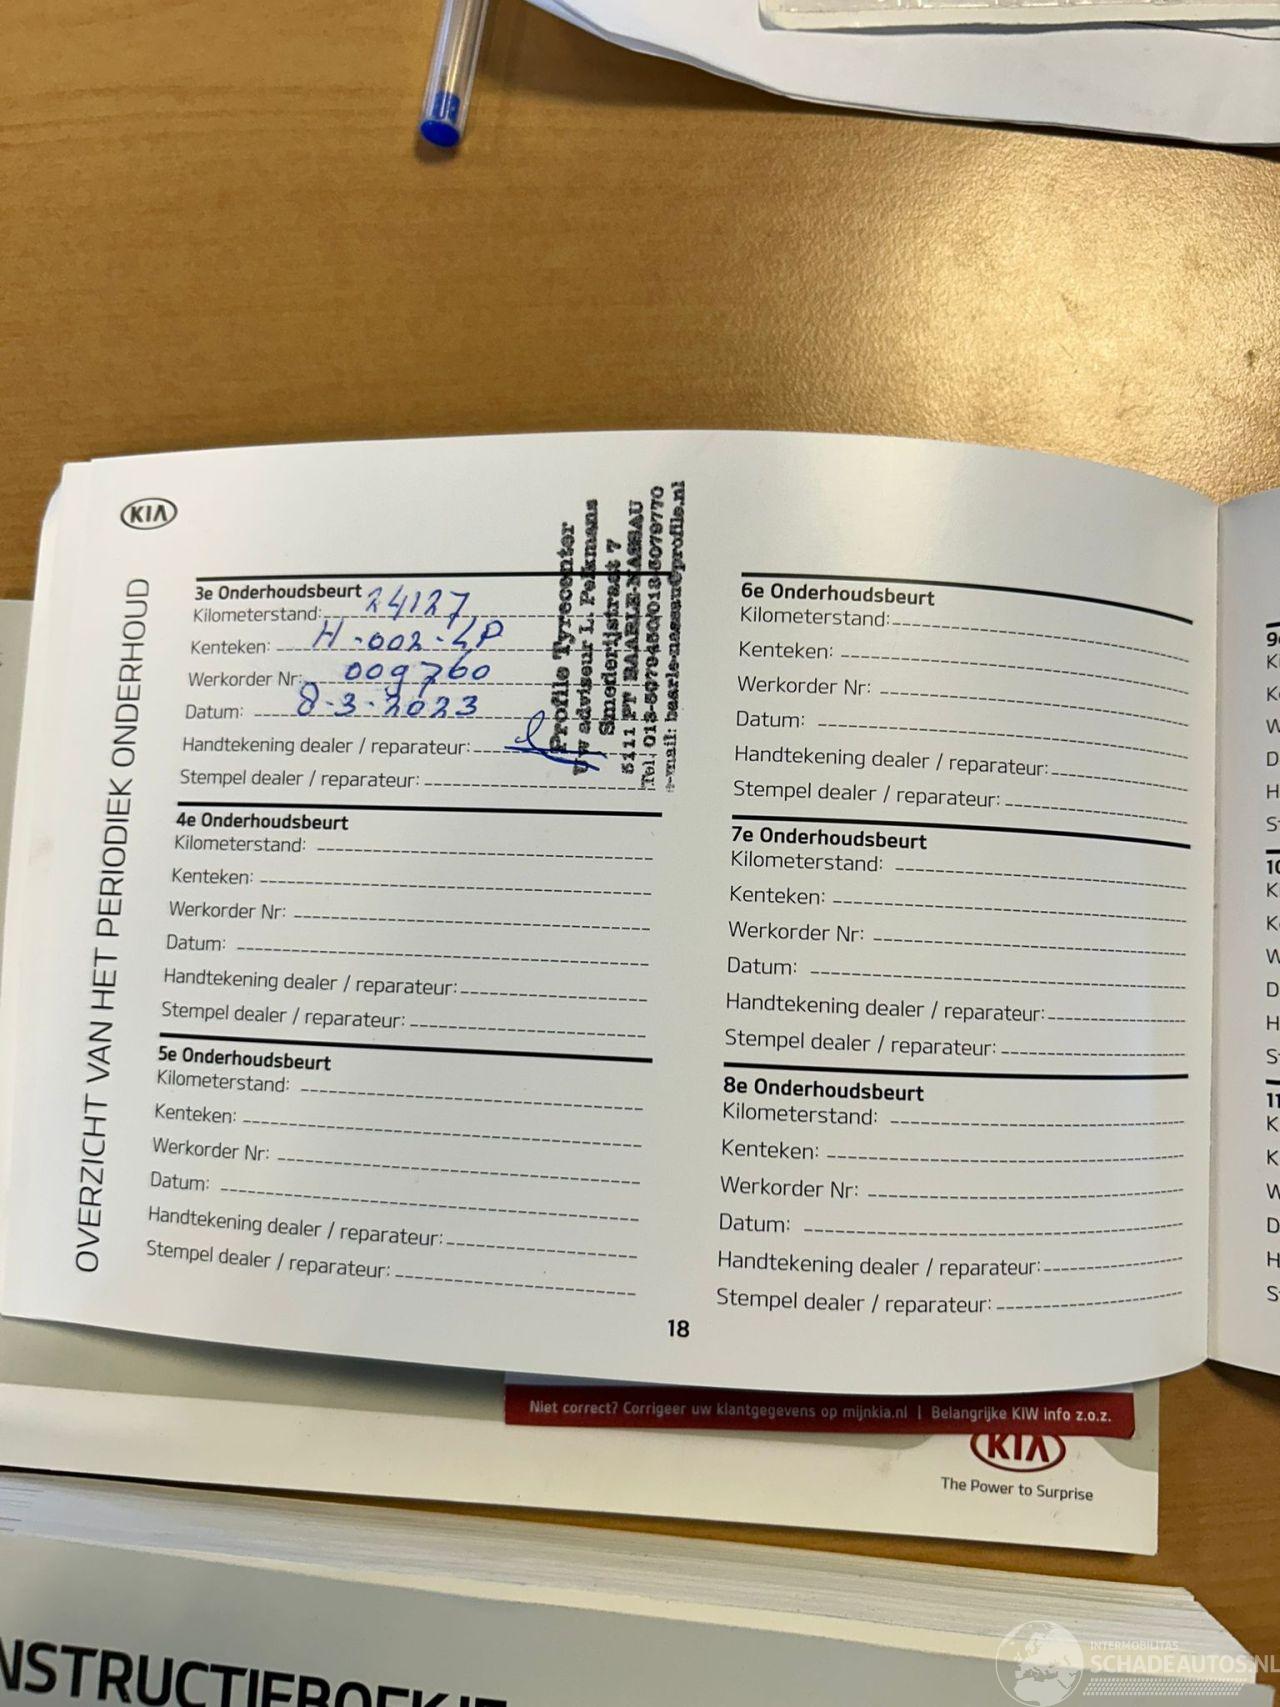 KIA
OVERZICHT VAN HET PERIODIEK ONDERHOUD
3e Onderhoudsbeurt
Kilometerstand: 24127
Kenteken: H-002-LP
Werkorder Nr: 009760
Datum: 8-3-2023
Handtekening dealer / reparateur:
Stempel dealer / reparateur:
Profile Tyrecenter
Uw adviseur L. Pelkmans
Smederijstraat 7
5111 PT BAARLE-NASSAU
Tel. 013-5079450/013-5079770
e-mail: baarle-nassau@profile.nl
4e Onderhoudsbeurt
Kilometerstand:
Kenteken:
Werkorder Nr:
Datum:
Handtekening dealer / reparateur:
Stempel dealer / reparateur:
5e Onderhoudsbeurt
Kilometerstand:
Kenteken:
Werkorder Nr:
Datum:
Handtekening dealer / reparateur:
Stempel dealer / reparateur:
6e Onderhoudsbeurt
Kilometerstand:
Kenteken:
Werkorder Nr:
Datum:
Handtekening dealer / reparateur:
Stempel dealer / reparateur:
7e Onderhoudsbeurt
Kilometerstand:
Kenteken:
Werkorder Nr:
Datum:
Handtekening dealer / reparateur:
Stempel dealer / reparateur:
8e Onderhoudsbeurt
Kilometerstand:
Kenteken:
Werkorder Nr:
Datum:
Handtekening dealer / reparateur:
Stempel dealer / reparateur:
18
Niet correct? Corrigeer uw klantgegevens op mijnkia.nl | Belangrijke KIW info z.o.z.
KIA
The Power to Surprise
NSTRUCTIEBOEKJE
INTERMOBILITAS
SCHADEAUTOS.NL